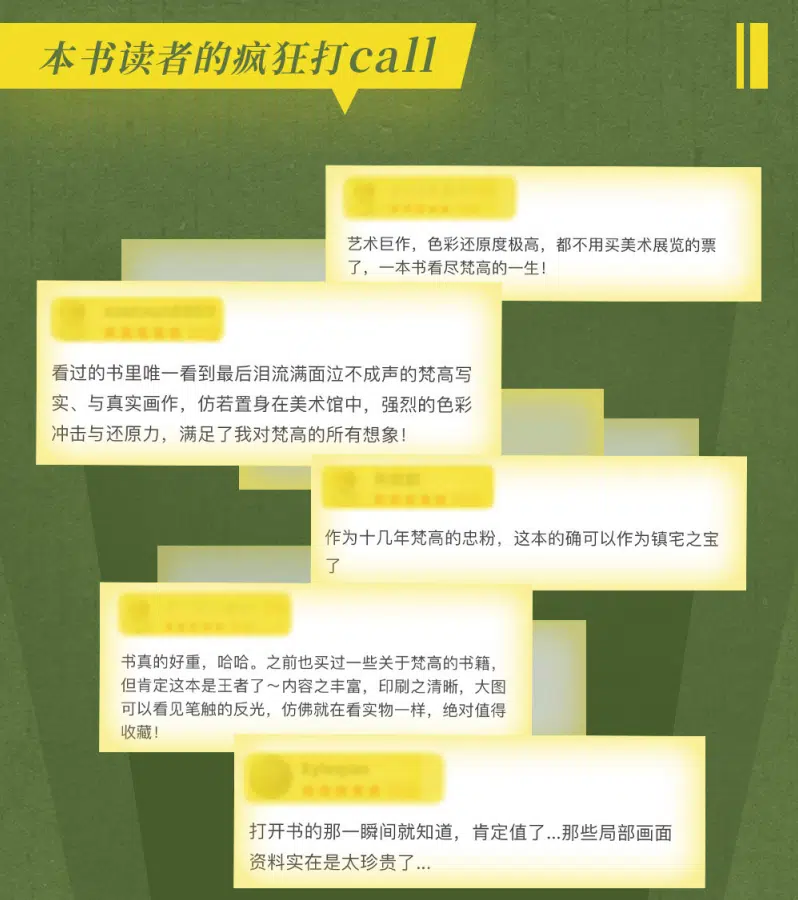 本书读者的疯狂打call
艺术巨作，色彩还原度极高，都不用买美术展览的票
了，一本书看尽梵高的一生！
看过的书里唯一看到最后泪流满面泣不成声的梵高写
实、与真实画作，仿若置身在美术馆中，强烈的色彩
冲击与还原力，满足了我对梵高的所有想象！
作为十几年梵高的忠粉，这本的确可以作为镇宅之宝
了
书真的好重，哈哈。之前也买过一些关于梵高的书籍，
但肯定这本是王者了～内容之丰富，印刷之清晰，大图
可以看见笔触的反光，仿佛就在看实物一样，绝对值得
收藏！
打开书的那一瞬间就知道，肯定值了...那些局部画面
资料实在是太珍贵了...